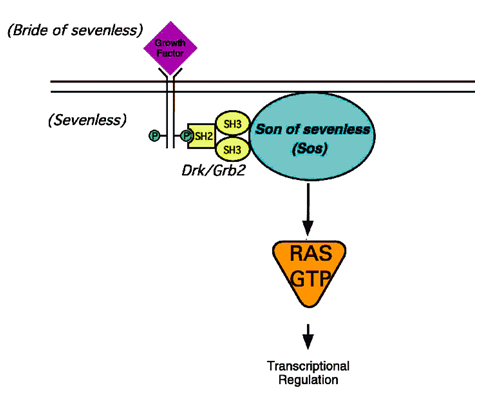 (Bride of sevenless)
Growth
Factor
(Sevenless)
P
P
SH2
SH3
SH3
Son of sevenless
(Sos)
Drk/Grb2
RAS
GTP
Transcriptional
Regulation